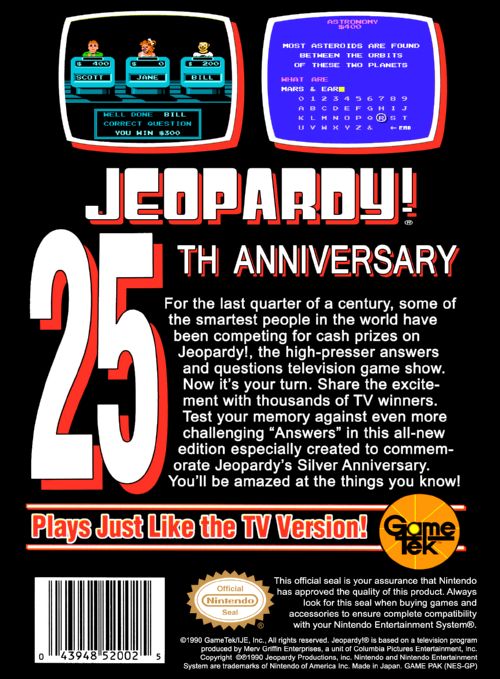 $ 400
$ 0
$ 200
SCOTT
JANE
BILL
WELL DONE BILL
CORRECT QUESTION
YOU WIN $300
ASTRONOMY
$400
MOST ASTEROIDS ARE FOUND
BETWEEN THE ORBITS
OF THESE TWO PLANETS
WHAT ARE
MARS & EAR
0 1 2 3 4 5 6 7 8 9
A B C D E F G H I J
K L M N O P Q R S T
U V W X Y Z & ← END
JEOPARDY!®
25
TH ANNIVERSARY
For the last quarter of a century, some of
the smartest people in the world have
been competing for cash prizes on
Jeopardy!, the high-presser answers
and questions television game show.
Now it's your turn. Share the excite-
ment with thousands of TV winners.
Test your memory against even more
challenging "Answers" in this all-new
edition especially created to commem-
orate Jeopardy's Silver Anniversary.
You'll be amazed at the things you know!
Plays Just Like the TV Version!
Game
Tek™
Official
Nintendo
Seal
®
This official seal is your assurance that Nintendo
has approved the quality of this product. Always
look for this seal when buying games and
accessories to ensure complete compatibility
with your Nintendo Entertainment System®.
0 43948 52002 5
©1990 GameTek/IJE, Inc., All rights reserved. Jeopardy!® is based on a television program
produced by Merv Griffin Enterprises, a unit of Columbia Pictures Entertainment, Inc.
Copyright ©®1990 Jeopardy Productions, inc. Nintendo and Nintendo Entertainment
System are trademarks of Nintendo of America Inc. Made in Japan. GAME PAK (NES-GP)